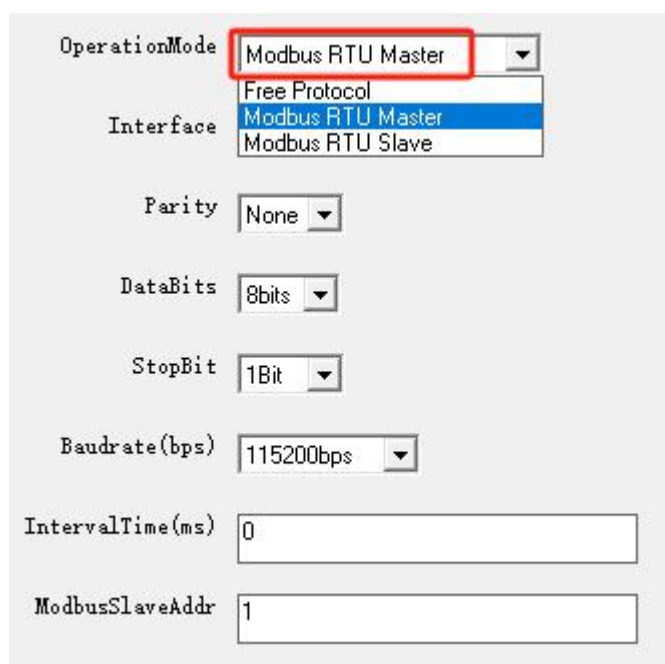 OperationMode Modbus RTU Master
Free Protocol
Interface Modbus RTU Master
Modbus RTU Slave
Parity None
DataBits 8bits
StopBit 1Bit
Baudrate(bps) 115200bps
IntervalTime(ms) 0
ModbusSlaveAddr 1